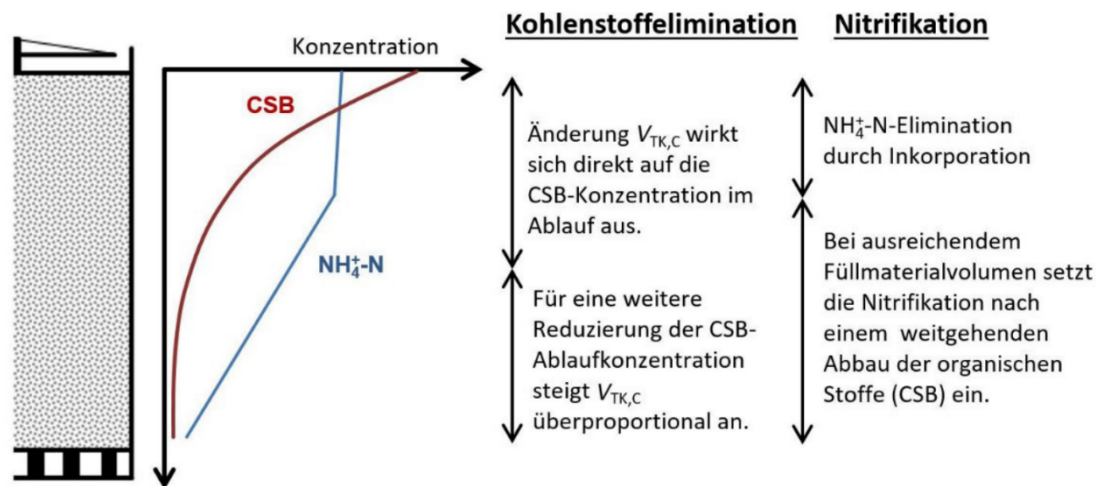 Konzentration
CSB
NH₄⁺-N
Kohlenstoffelimination
Änderung V_TK,C wirkt
sich direkt auf die
CSB-Konzentration im
Ablauf aus.
Für eine weitere
Reduzierung der CSB-
Ablaufkonzentration
steigt V_TK,C
überproportional an.
Nitrifikation
NH₄⁺-N-Elimination
durch Inkorporation
Bei ausreichendem
Füllmaterialvolumen setzt
die Nitrifikation nach
einem weitgehenden
Abbau der organischen
Stoffe (CSB) ein.